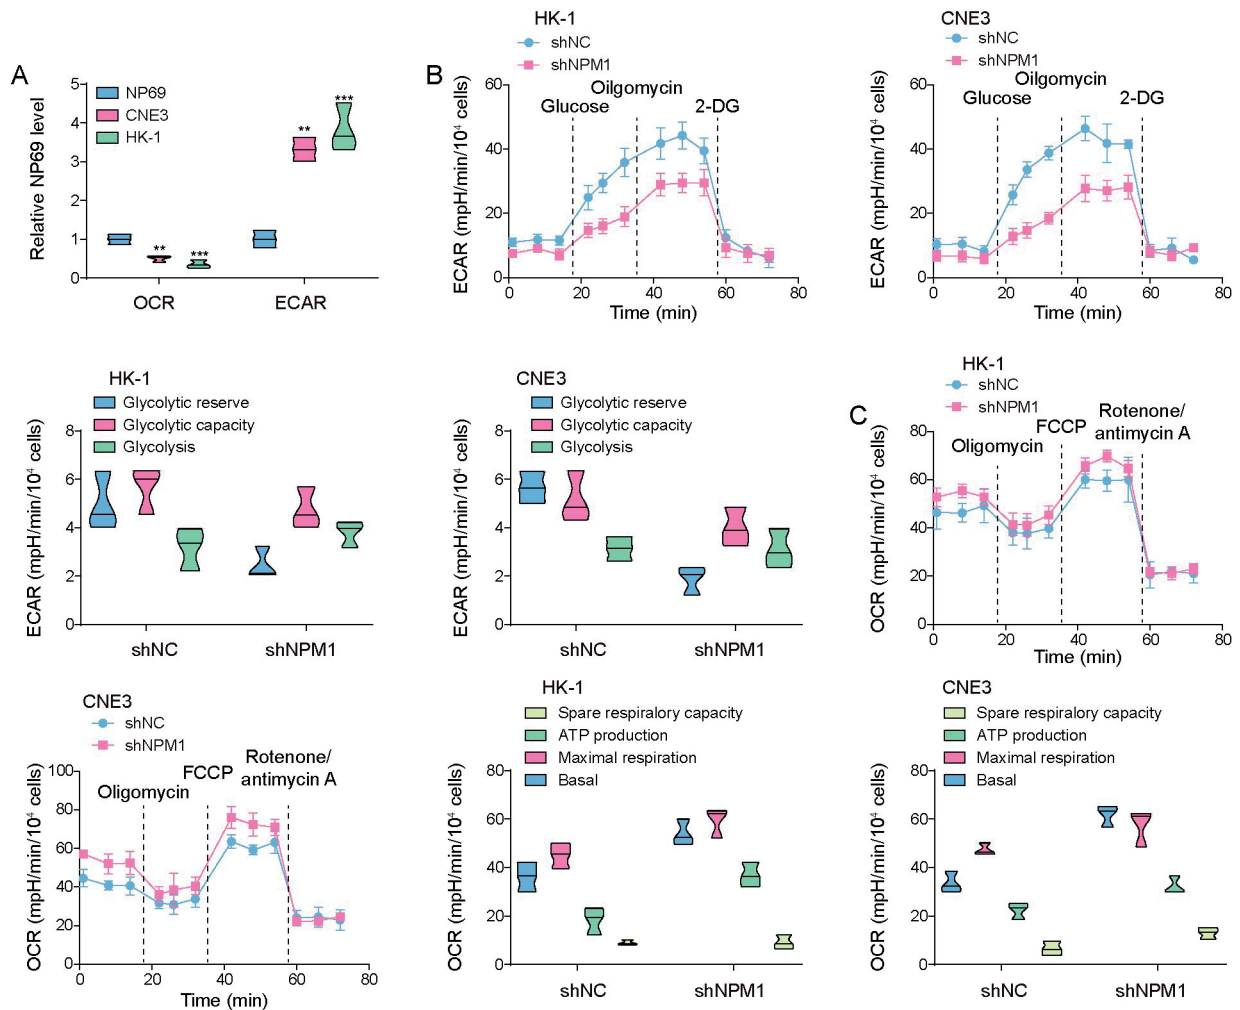 A
Relative NP69 level
NP69
CNE3
HK-1
5
4
3
2
1
0
**
***
**
***
OCR
ECAR
B
HK-1
shNC
shNPM1
Glucose
Oilgomycin
2-DG
ECAR (mpH/min/10⁴ cells)
60
40
20
0
0
20
40
60
80
Time (min)
CNE3
shNC
shNPM1
Glucose
Oilgomycin
2-DG
ECAR (mpH/min/10⁴ cells)
60
40
20
0
0
20
40
60
80
Time (min)
HK-1
Glycolytic reserve
Glycolytic capacity
Glycolysis
ECAR (mpH/min/10⁴ cells)
8
6
4
2
0
shNC
shNPM1
CNE3
Glycolytic reserve
Glycolytic capacity
Glycolysis
ECAR (mpH/min/10⁴ cells)
8
6
4
2
0
shNC
shNPM1
C
HK-1
shNC
shNPM1
Oligomycin
FCCP
Rotenone/
antimycin A
OCR (mpH/min/10⁴ cells)
80
60
40
20
0
0
20
40
60
80
Time (min)
CNE3
shNC
shNPM1
Oligomycin
FCCP
Rotenone/
antimycin A
OCR (mpH/min/10⁴ cells)
100
80
60
40
20
0
0
20
40
60
80
Time (min)
HK-1
Spare respiralory capacity
ATP production
Maximal respiration
Basal
OCR (mpH/min/10⁴ cells)
80
60
40
20
0
shNC
shNPM1
CNE3
Spare respiratory capacity
ATP production
Maximal respiration
Basal
OCR (mpH/min/10⁴ cells)
80
60
40
20
0
shNC
shNPM1